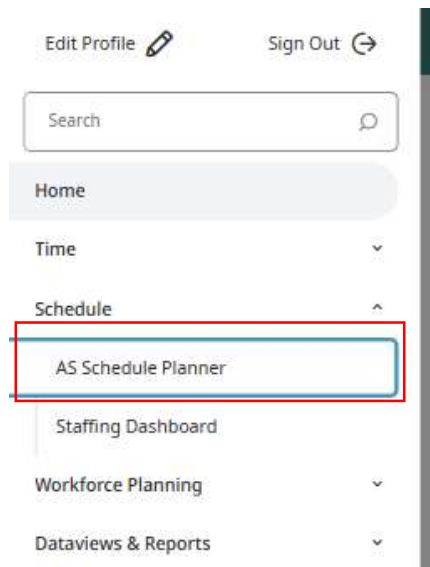 Edit Profile Sign Out
Search
Home
Time
Schedule
AS Schedule Planner
Staffing Dashboard
Workforce Planning
Dataviews & Reports